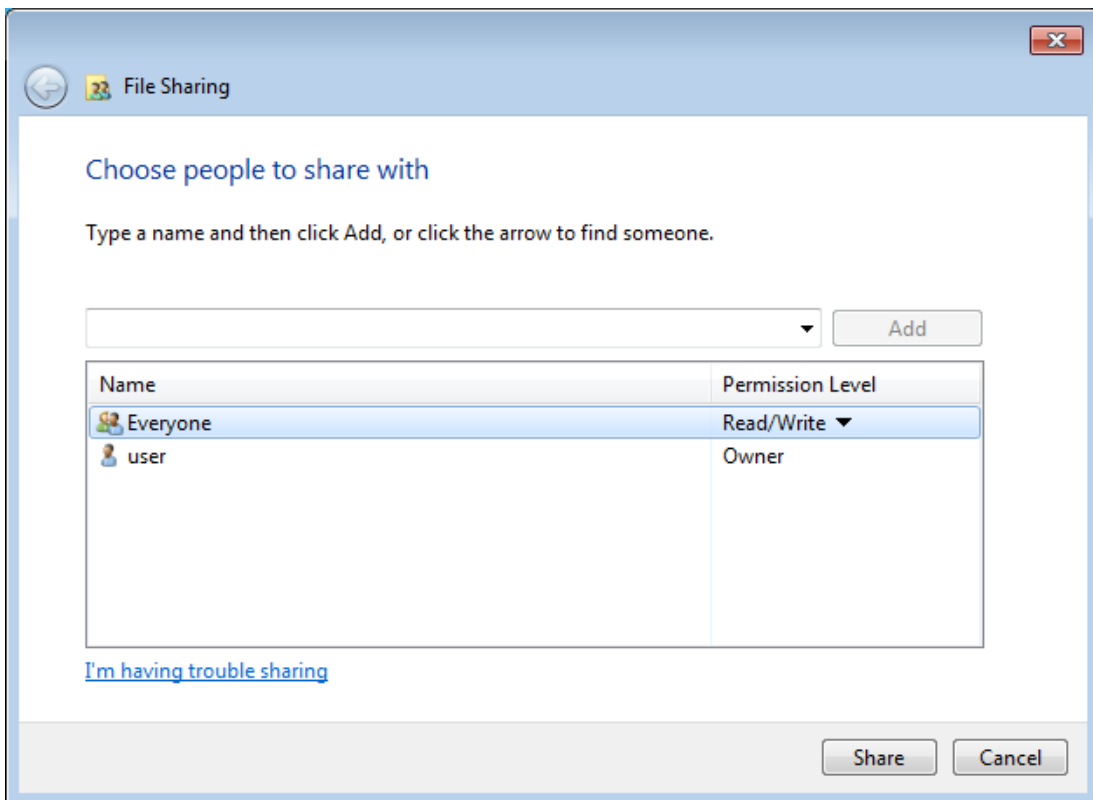 File Sharing
Choose people to share with
Type a name and then click Add, or click the arrow to find someone.
Add
Name Permission Level
Everyone Read/Write
user Owner
I'm having trouble sharing
Share Cancel